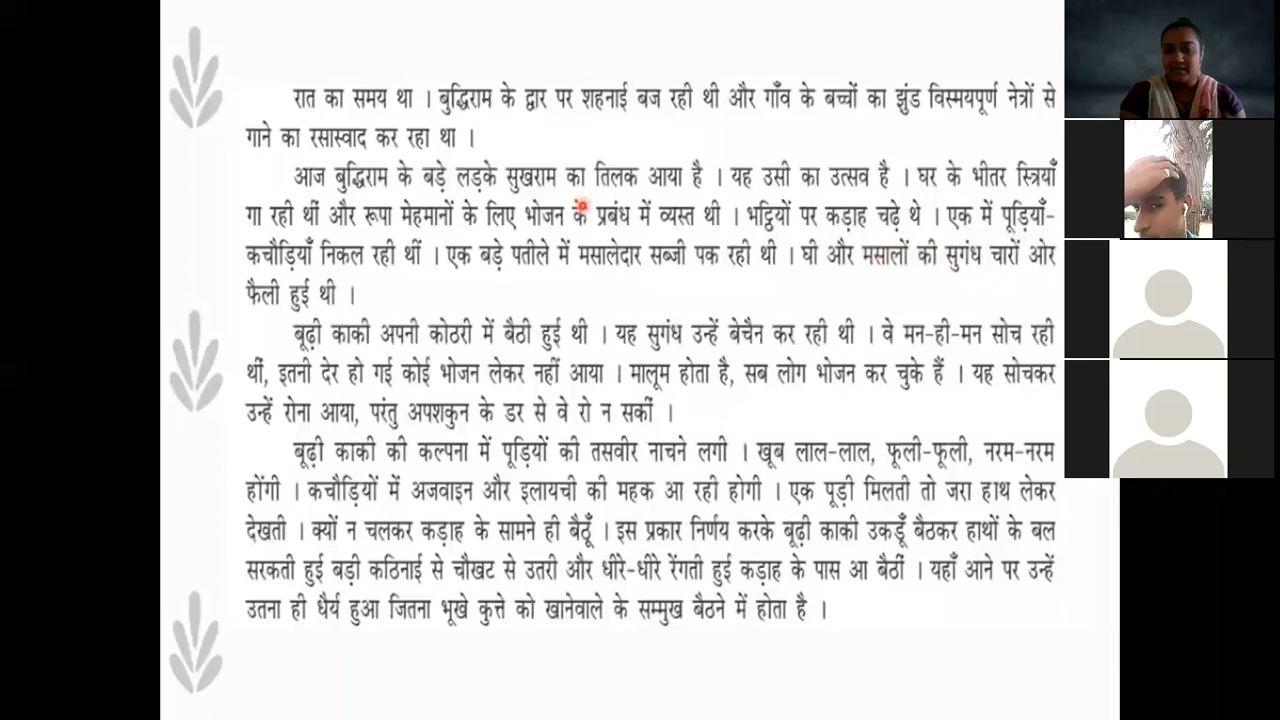 रात का समय था । बुद्धिराम के द्वार पर शहनाई बज रही थी और गाँव के बच्चों का झुंड विस्मयपूर्ण नेत्रों से
गाने का रसास्वाद कर रहा था ।
आज बुद्धिराम के बड़े लड़के सुखराम का तिलक आया है । यह उसी का उत्सव है । घर के भीतर स्त्रियाँ
गा रही थीं और रूपा मेहमानों के लिए भोजन के प्रबंध में व्यस्त थी । भट्ठियों पर कड़ाह चढ़े थे । एक में पूड़ियाँ-
कचौड़ियाँ निकल रही थीं । एक बड़े पतीले में मसालेदार सब्जी पक रही थी । घी और मसालों की सुगंध चारों ओर
फैली हुई थी ।
बूढ़ी काकी अपनी कोठरी में बैठी हुई थी । यह सुगंध उन्हें बेचैन कर रही थी । वे मन-ही-मन सोच रही
थीं, इतनी देर हो गई कोई भोजन लेकर नहीं आया । मालूम होता है, सब लोग भोजन कर चुके हैं । यह सोचकर
उन्हें रोना आया, परंतु अपशकुन के डर से वे रो न सकीं ।
बूढ़ी काकी की कल्पना में पूड़ियों की तसवीर नाचने लगी । खूब लाल-लाल, फूली-फूली, नरम-नरम
होंगी । कचौड़ियों में अजवाइन और इलायची की महक आ रही होगी । एक पूड़ी मिलती तो जरा हाथ लेकर
देखती । क्यों न चलकर कड़ाह के सामने ही बैठूँ । इस प्रकार निर्णय करके बूढ़ी काकी उकड़ूँ बैठकर हाथों के बल
सरकती हुई बड़ी कठिनाई से चौखट से उतरी और धीरे-धीरे रेंगती हुई कड़ाह के पास आ बैठीं । यहाँ आने पर उन्हें
उतना ही धैर्य हुआ जितना भूखे कुत्ते को खानेवाले के सम्मुख बैठने में होता है ।